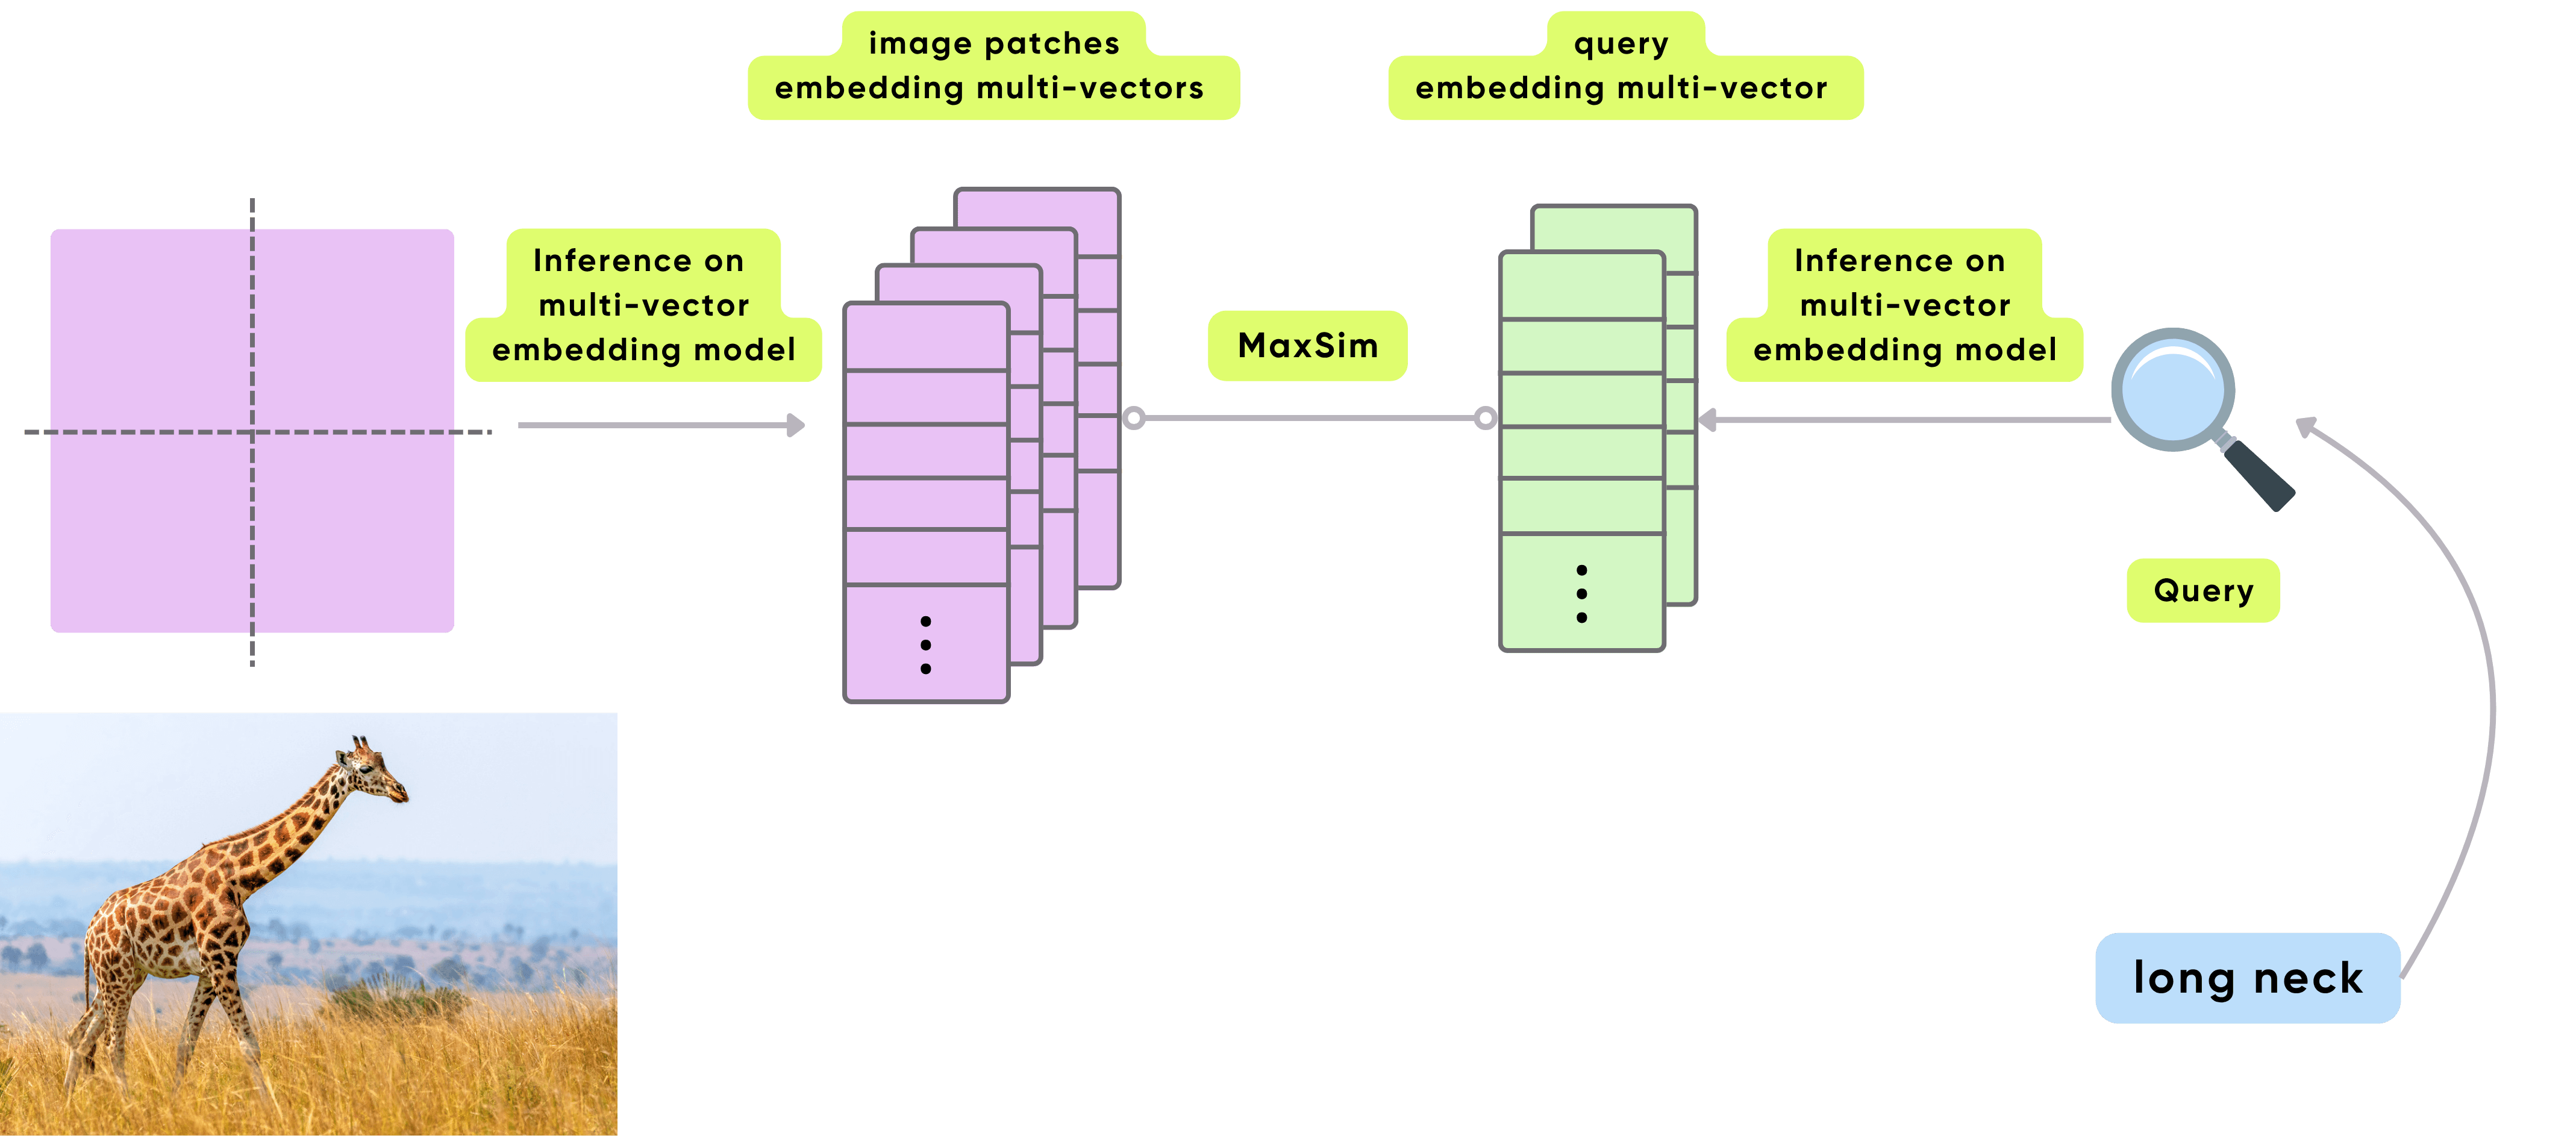 image patches
embedding multi-vectors
query
embedding multi-vector
Inference on
multi-vector
embedding model
MaxSim
Inference on
multi-vector
embedding model
Query
long neck